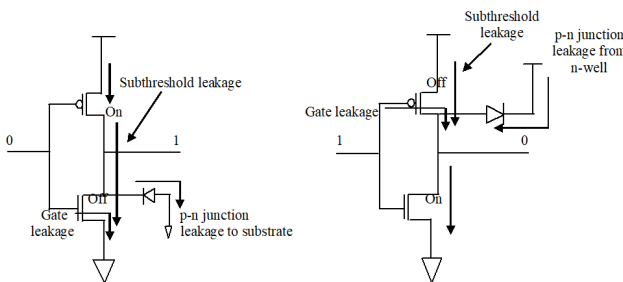 Subthreshold leakage
On
0
1
Off
Gate
leakage
p-n junction
leakage to substrate
Subthreshold
leakage
p-n junction
leakage from
n-well
Off
Gate leakage
1
0
On